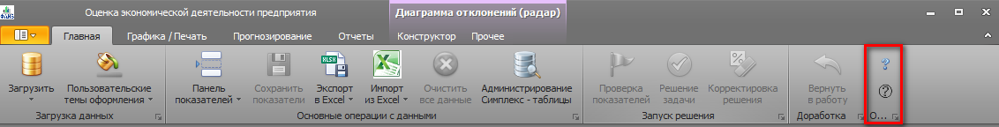 ФАИВ
Оценка экономической деятельности предприятия
Диаграмма отклонений (радар)
Главная
Графика / Печать
Прогнозирование
Отчеты
Конструктор
Прочее
Загрузить
Пользовательские
темы оформления
Панель
показателей
Сохранить
показатели
XLSX
Экспорт
в Excel
Импорт
из Excel
Очистить
все данные
Администрирование
Симплекс - таблицы
Проверка
показателей
Решение
задачи
Корректировка
решения
Вернуть
в работу
?
?
Загрузка данных
Основные операции с данными
Запуск решения
Доработка
О...